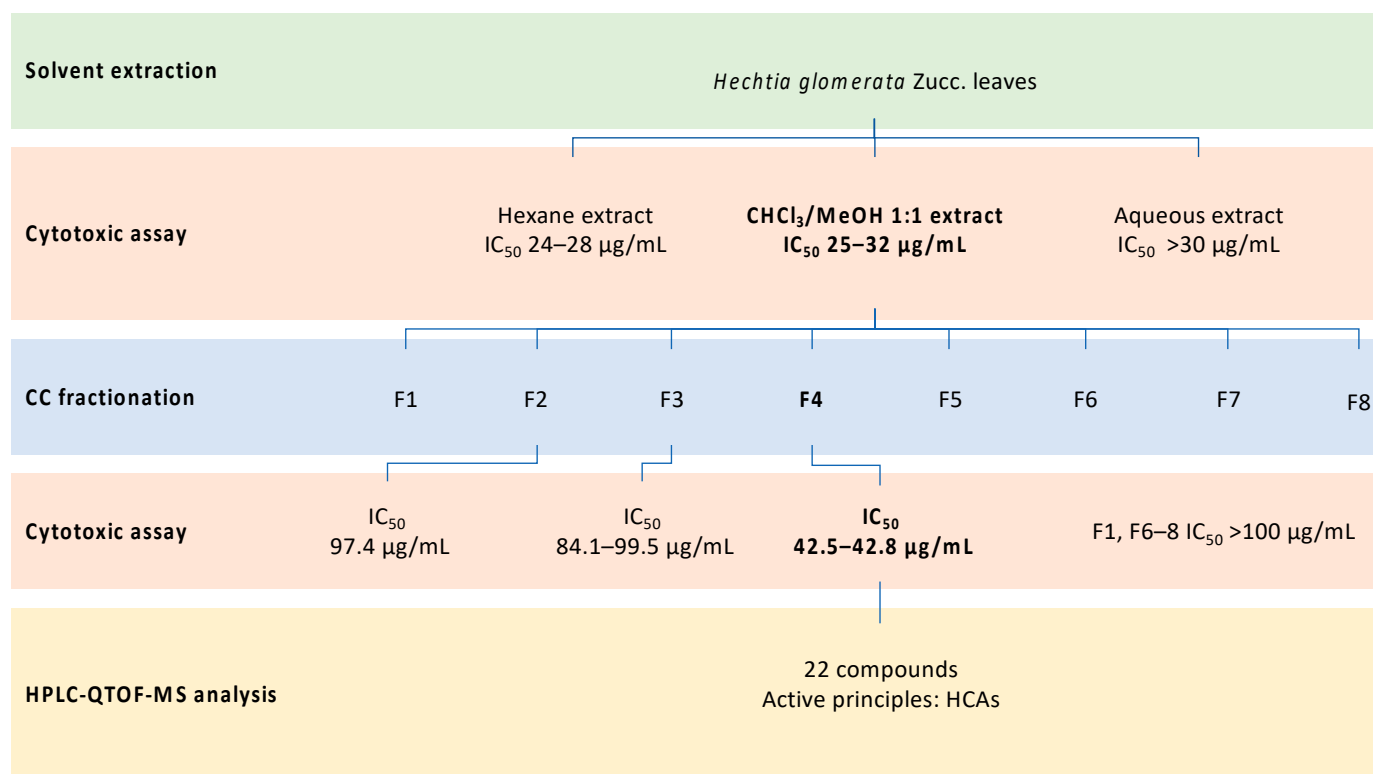 Solvent extraction
Hechtia glomerata Zucc. leaves
Cytotoxic assay
Hexane extract
IC₅₀ 24–28 µg/mL
CHCl₃/MeOH 1:1 extract
IC₅₀ 25–32 µg/mL
Aqueous extract
IC₅₀ >30 µg/mL
CC fractionation
F1
F2
F3
F4
F5
F6
F7
F8
Cytotoxic assay
IC₅₀
97.4 µg/mL
IC₅₀
84.1–99.5 µg/mL
IC₅₀
42.5–42.8 µg/mL
F1, F6–8 IC₅₀ >100 µg/mL
HPLC-QTOF-MS analysis
22 compounds
Active principles: HCAs